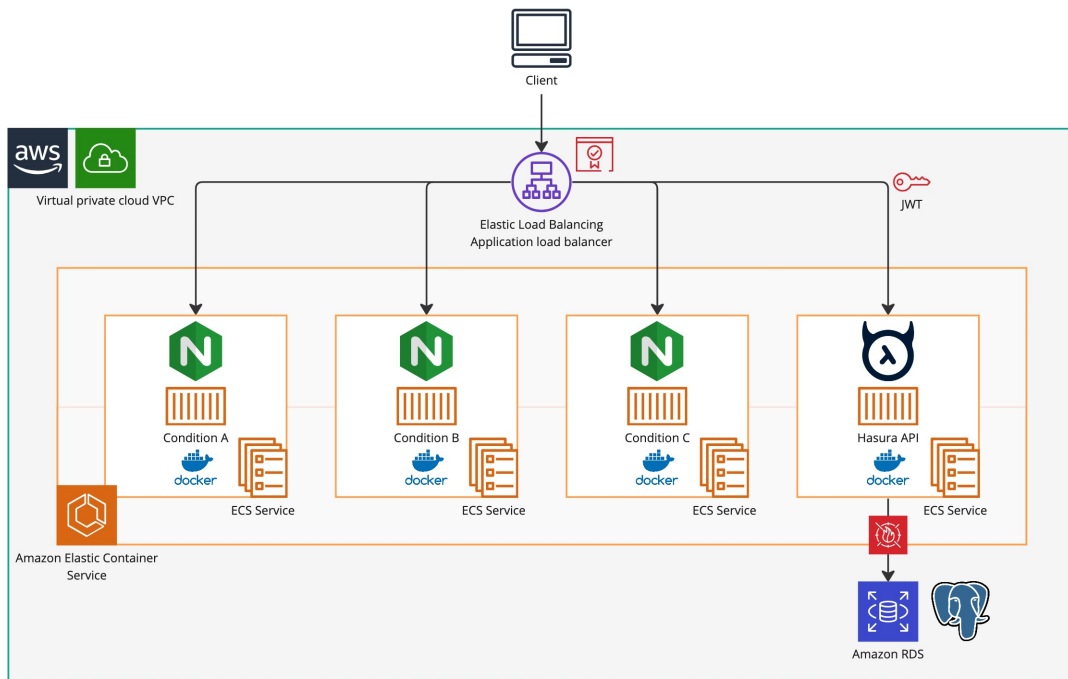 Client
aws
Virtual private cloud VPC
Elastic Load Balancing
Application load balancer
JWT
N
N
N
λ
Condition A
Condition B
Condition C
Hasura API
docker
docker
docker
docker
ECS Service
ECS Service
ECS Service
ECS Service
Amazon Elastic Container
Service
Amazon RDS